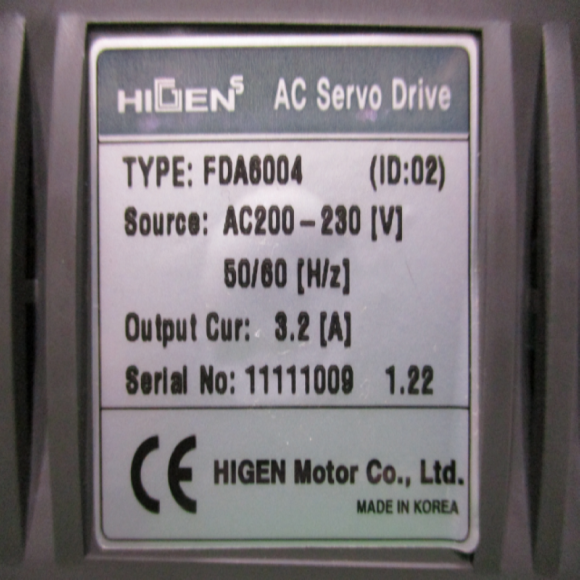 HIGENS AC Servo Drive
TYPE: FDA6004 (ID:02)
Source: AC200-230 [V]
50/60 [H/z]
Output Cur: 3.2 [A]
Serial No: 11111009 1.22
CE HIGEN Motor Co., Ltd.
MADE IN KOREA